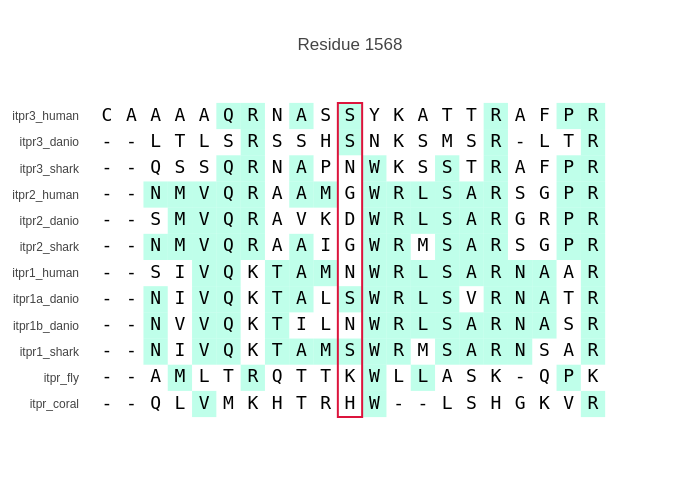 Residue 1568
itpr3_human C A A A A Q R N A S S Y K A T T R A F P R
itpr3_danio - - L T L S R S S H S N K S M S R - L T R
itpr3_shark - - Q S S Q R N A P N W K S S T R A F P R
itpr2_human - - N M V Q R A A M G W R L S A R S G P R
itpr2_danio - - S M V Q R A V K D W R L S A R G R P R
itpr2_shark - - N M V Q R A A I G W R M S A R S G P R
itpr1_human - - S I V Q K T A M N W R L S A R N A A R
itpr1a_danio - - N I V Q K T A L S W R L S V R N A T R
itpr1b_danio - - N V V Q K T I L N W R L S A R N A S R
itpr1_shark - - N I V Q K T A M S W R M S A R N S A R
itpr_fly - - A M L T R Q T T K W L L A S K - Q P K
itpr_coral - - Q L V M K H T R H W - - L S H G K V R